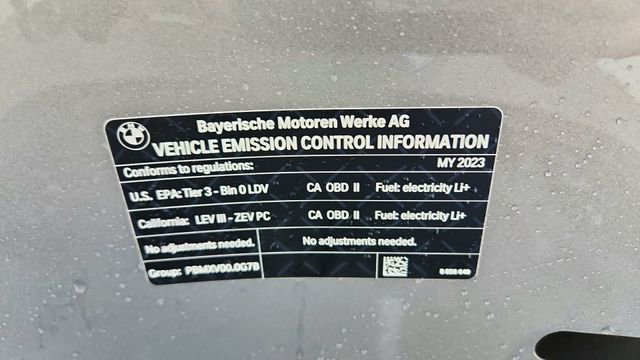 Bayerische Motoren Werke AG
VEHICLE EMISSION CONTROL INFORMATION
Conforms to regulations: MY 2023
U.S. EPA: Tier 3 - Bin 0 LDV CA OBD II Fuel: electricity Li+
California: LEV III - ZEV PC CA OBD II Fuel: electricity Li+
No adjustments needed. No adjustments needed.
Group: PBMXV00.0G7B